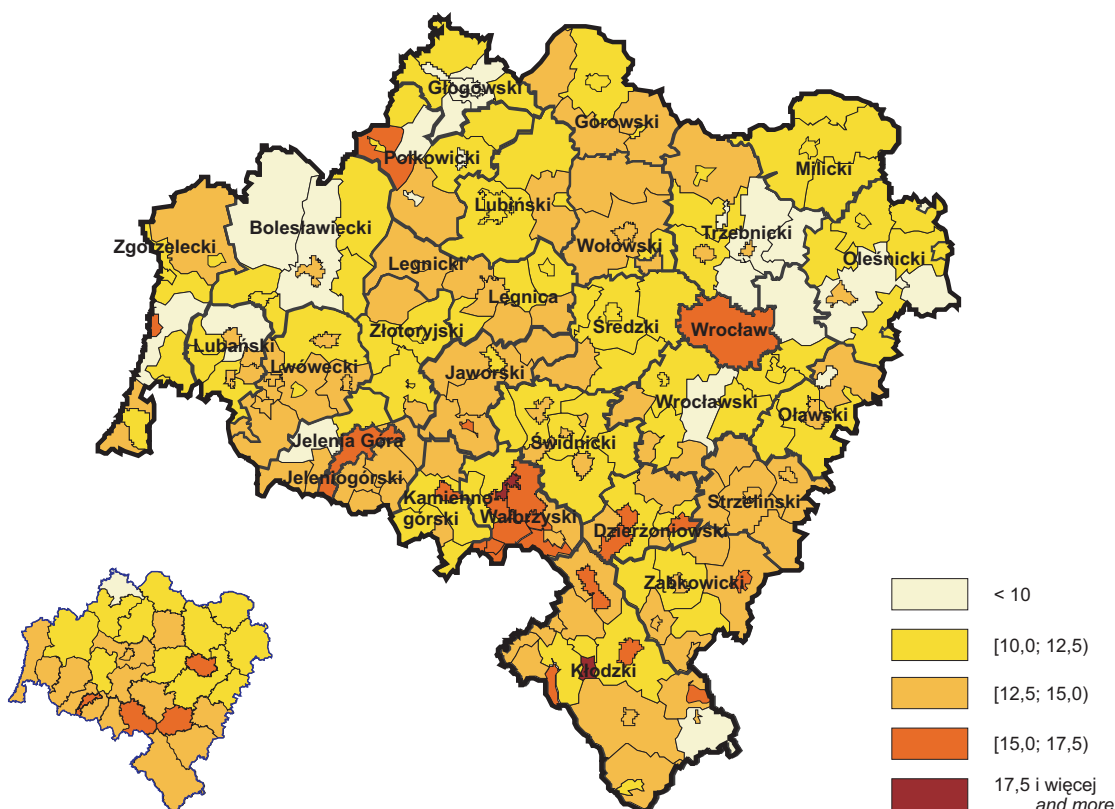 Głogowski
Górowski
Polkowicki
Milicki
Lubiński
Bolesławiecki
Trzebnicki
Zgorzelecki
Wołowski
Oleśnicki
Legnicki
Legnica
Złotoryjski
Średzki
Wrocław
Lubański
Lwówecki
Jaworski
Wrocławski
Oławski
Jelenia Góra
Świdnicki
Jeleniogórski
Strzeliński
Kamienno
górski
Wałbrzyski
Dzierżoniowski
Ząbkowicki
Kłodzki
< 10
[10,0; 12,5)
[12,5; 15,0)
[15,0; 17,5)
17,5 i więcej
and more